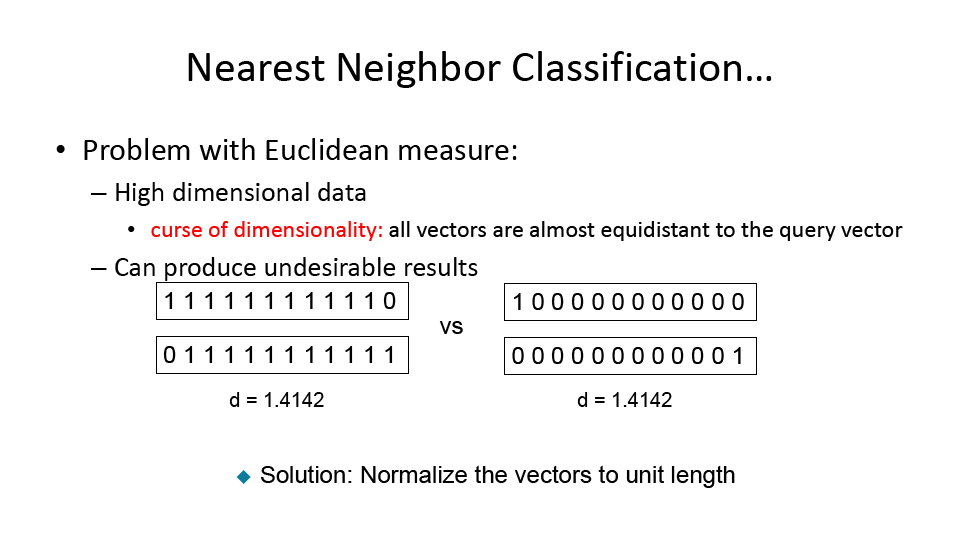 Nearest Neighbor Classification…
• Problem with Euclidean measure:
– High dimensional data
• curse of dimensionality: all vectors are almost equidistant to the query vector
– Can produce undesirable results
1 1 1 1 1 1 1 1 1 1 1 0
1 0 0 0 0 0 0 0 0 0 0 0
vs
0 1 1 1 1 1 1 1 1 1 1 1
0 0 0 0 0 0 0 0 0 0 0 1
d = 1.4142
d = 1.4142
◆ Solution: Normalize the vectors to unit length